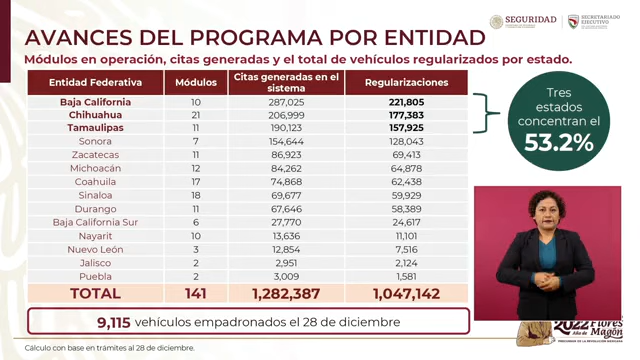 SEGURIDAD
SECRETARIADO
EJECUTIVO
AVANCES DEL PROGRAMA POR ENTIDAD
Módulos en operación, citas generadas y el total de vehículos regularizados por estado.
Entidad Federativa Módulos Citas generadas en el sistema Regularizaciones
Baja California 10 287,025 221,805
Chihuahua 21 206,999 177,383
Tamaulipas 11 190,123 157,925
Sonora 7 154,644 128,043
Zacatecas 11 86,923 69,413
Michoacán 12 84,262 64,878
Coahuila 17 74,868 62,438
Sinaloa 18 69,677 59,929
Durango 11 67,646 58,389
Baja California Sur 6 27,770 24,617
Nayarit 10 13,636 11,101
Nuevo León 3 12,854 7,516
Jalisco 2 2,951 2,124
Puebla 2 3,009 1,581
TOTAL 141 1,282,387 1,047,142
Tres
estados
concentran el
53.2%
9,115 vehículos empadronados el 28 de diciembre
2022 Flores
Año de Magón
PRECURSOR DE LA REVOLUCIÓN MEXICANA
Cálculo con base en trámites al 28 de diciembre.